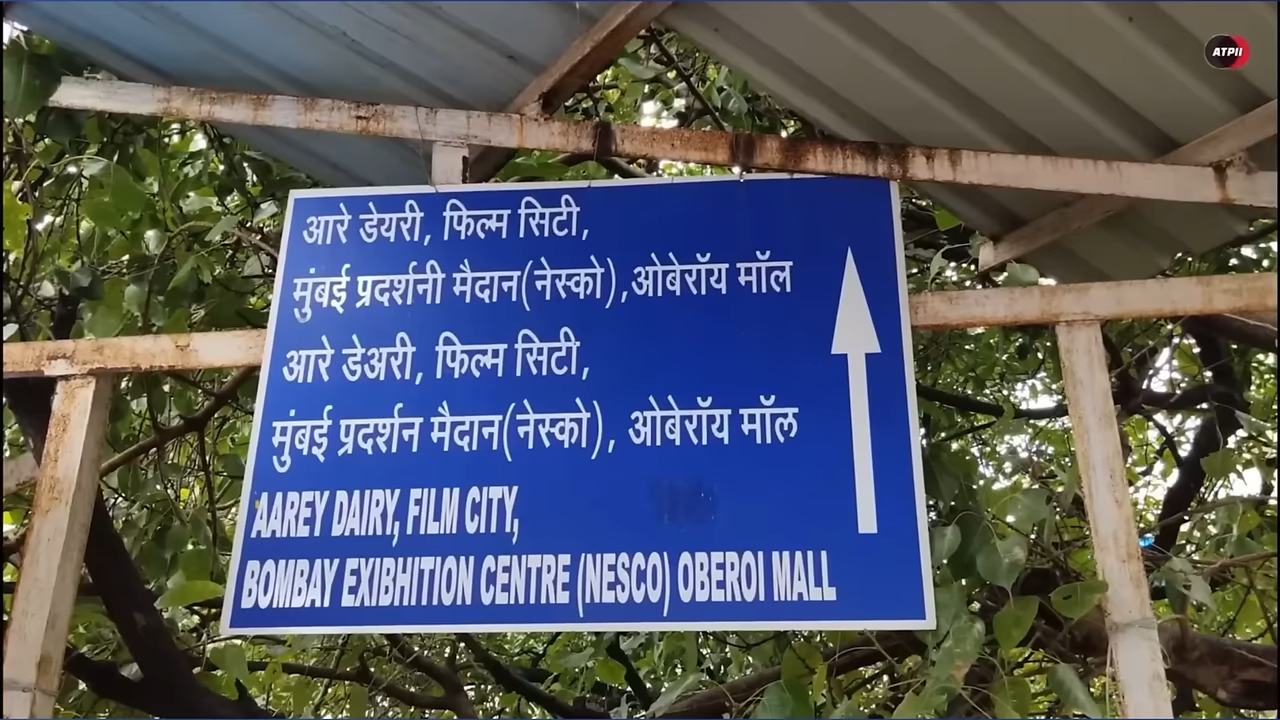 ATPII
आरे डेयरी, फिल्म सिटी,
मुंबई प्रदर्शनी मैदान(नेस्को),ओबेरॉय मॉल
आरे डेअरी, फिल्म सिटी,
मुंबई प्रदर्शन मैदान(नेस्को), ओबेरॉय मॉल
AAREY DAIRY, FILM CITY,
BOMBAY EXIBHITION CENTRE (NESCO) OBEROI MALL